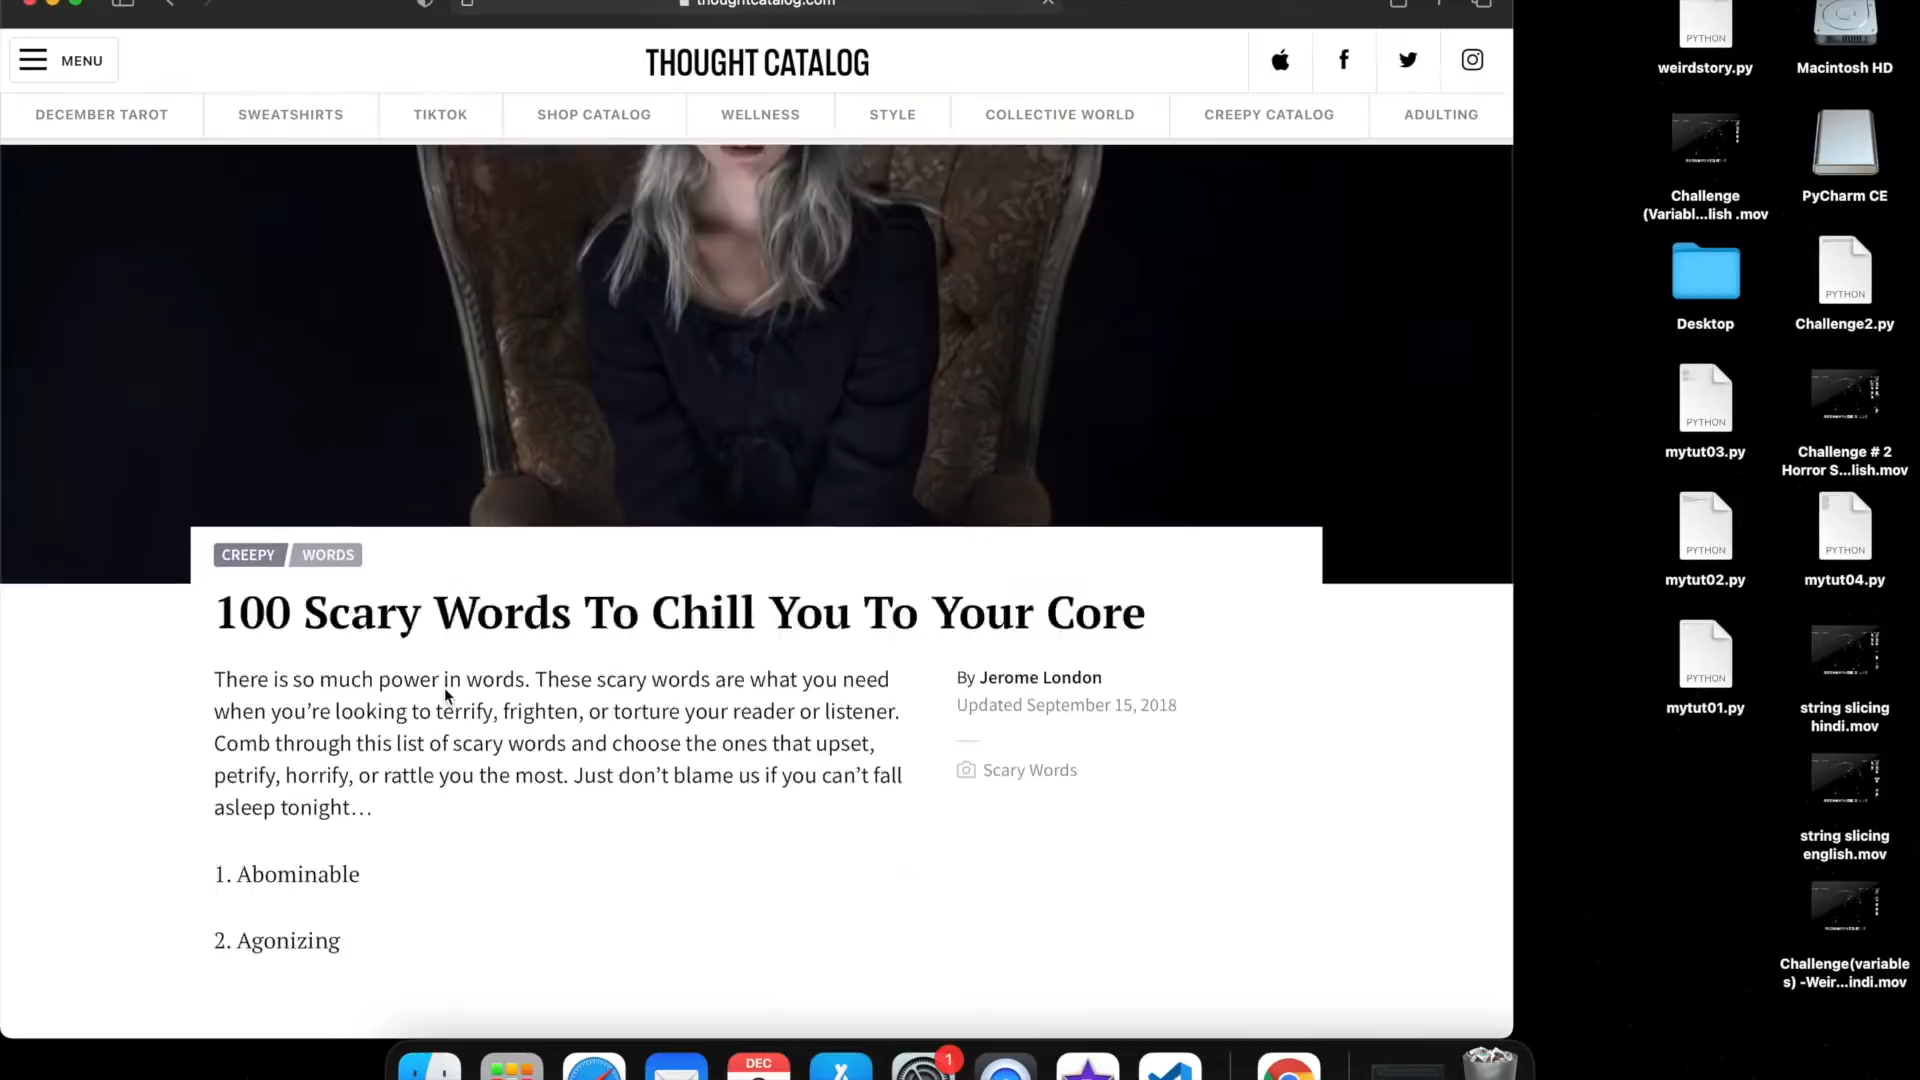 thoughtcatalog.com
MENU
THOUGHT CATALOG
DECEMBER TAROT
SWEATSHIRTS
TIKTOK
SHOP CATALOG
WELLNESS
STYLE
COLLECTIVE WORLD
CREEPY CATALOG
ADULTING
CREEPY
WORDS
100 Scary Words To Chill You To Your Core
There is so much power in words. These scary words are what you need
when you’re looking to terrify, frighten, or torture your reader or listener.
Comb through this list of scary words and choose the ones that upset,
petrify, horrify, or rattle you the most. Just don’t blame us if you can’t fall
asleep tonight…
By Jerome London
Updated September 15, 2018
Scary Words
1. Abominable
2. Agonizing
PYTHON
weirdstory.py
Macintosh HD
Challenge
(Variabl...lish .mov
PyCharm CE
Desktop
PYTHON
Challenge2.py
PYTHON
mytut03.py
Challenge # 2
Horror S...lish.mov
PYTHON
mytut02.py
PYTHON
mytut04.py
PYTHON
mytut01.py
string slicing
hindi.mov
string slicing
english.mov
Challenge(variable
s) -Weir...indi.mov
DEC
1